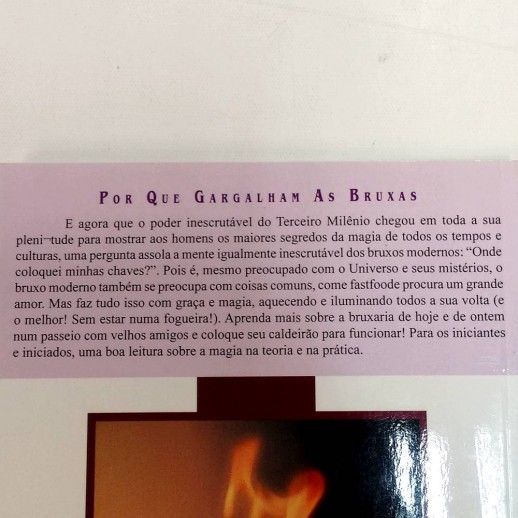 POR QUE GARGALHAM AS BRUXAS
E agora que o poder inescrutável do Terceiro Milênio chegou em toda a sua
pleni–tude para mostrar aos homens os maiores segredos da magia de todos os tempos e
culturas, uma pergunta assola a mente igualmente inescrutável dos bruxos modernos: “Onde
coloquei minhas chaves?”. Pois é, mesmo preocupado com o Universo e seus mistérios, o
bruxo moderno também se preocupa com coisas comuns, como fastfoode procura um grande
amor. Mas faz tudo isso com graça e magia, aquecendo e iluminando todos a sua volta (e
o melhor! Sem estar numa fogueira!). Aprenda mais sobre a bruxaria de hoje e de ontem
num passeio com velhos amigos e coloque seu caldeirão para funcionar! Para os iniciantes
e iniciados, uma boa leitura sobre a magia na teoria e na prática.